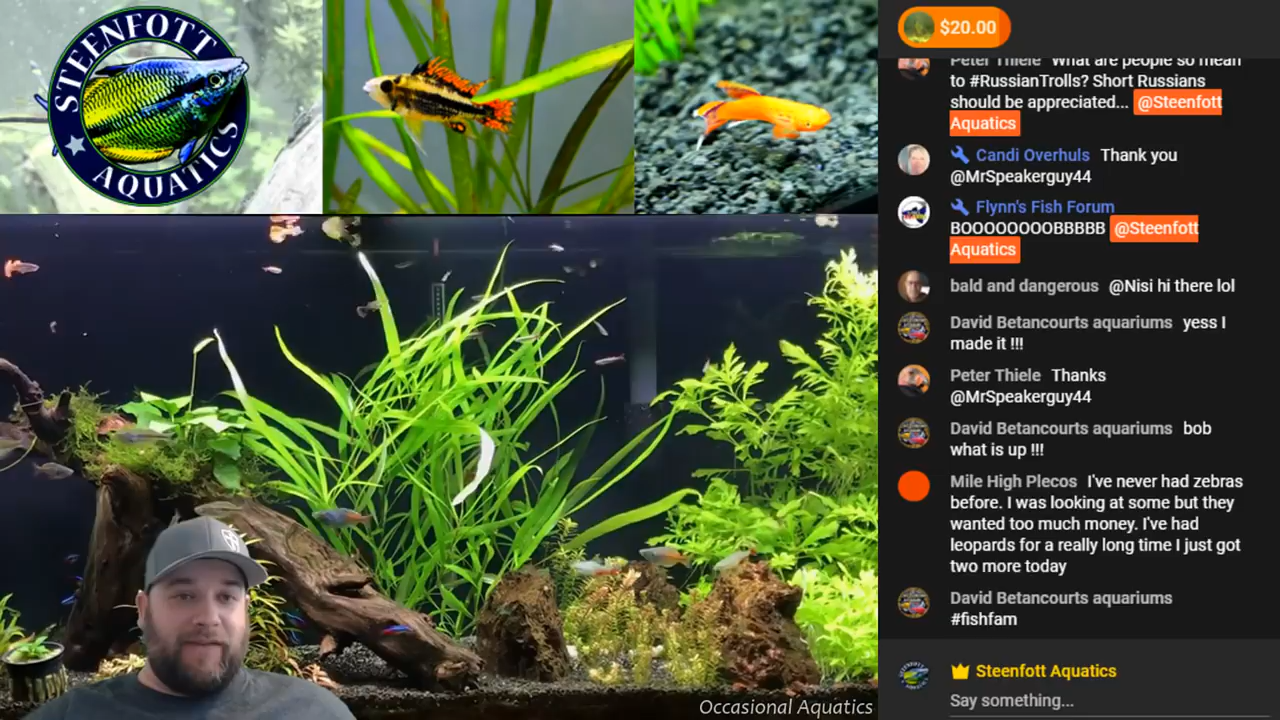 STEENFOTT
AQUATICS
$20.00
Peter Thiele What are people so mean
to #RussianTrolls? Short Russians
should be appreciated... @Steenfott
Aquatics
Candi Overhuls Thank you
@MrSpeakerguy44
Flynn's Fish Forum
BOOOOOOOOBBBBB @Steenfott
Aquatics
bald and dangerous @Nisi hi there lol
David Betancourts aquariums yess I
made it !!!
Peter Thiele Thanks
@MrSpeakerguy44
David Betancourts aquariums bob
what is up !!!
Mile High Plecos I've never had zebras
before. I was looking at some but they
wanted too much money. I've had
leopards for a really long time I just got
two more today
David Betancourts aquariums
#fishfam
Steenfott Aquatics
Say something...
Occasional Aquatics